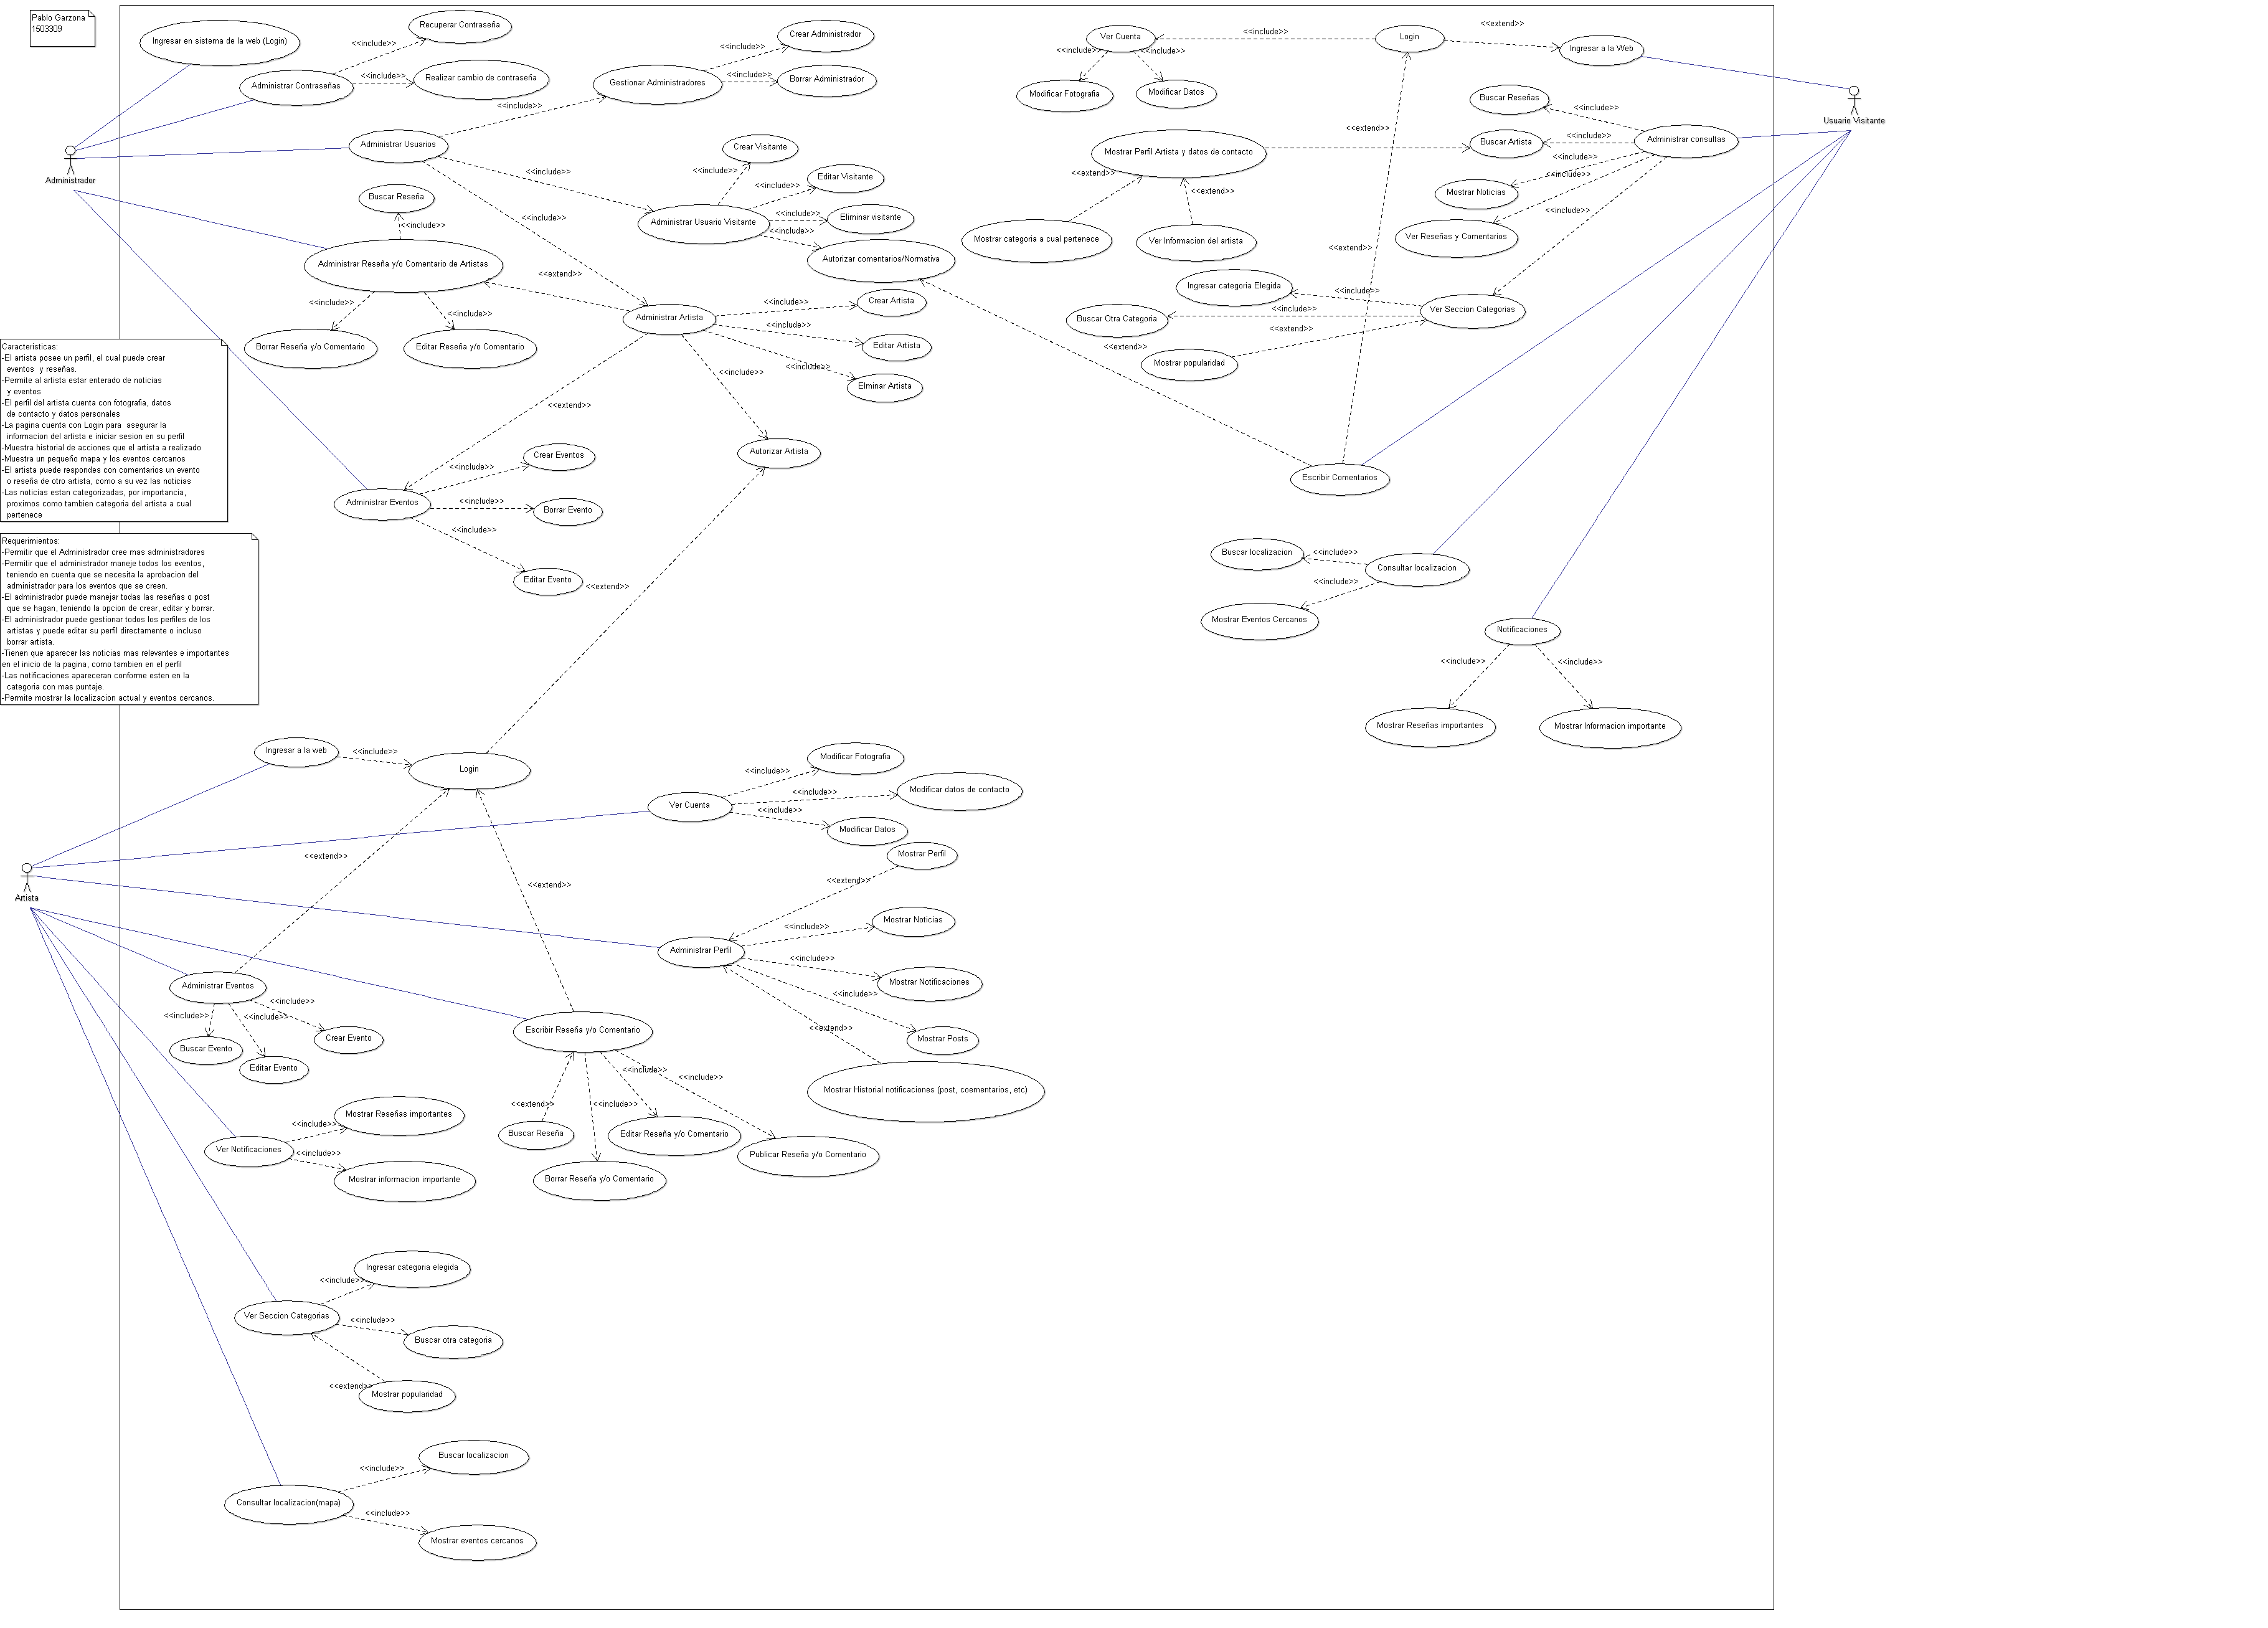 Pablo Garzona
1503309
Ingresar en sistema de la web (Login)
Recuperar Contraseña
<<include>>
Administrar Contraseñas
<<include>>
Realizar cambio de contraseña
Administrador
Administrar Usuarios
<<include>>
Gestionar Administradores
<<include>>
Crear Administrador
<<include>>
Borrar Administrador
<<include>>
Administrar Usuario Visitante
<<include>>
Crear Visitante
<<include>>
Editar Visitante
<<include>>
Eliminar visitante
<<include>>
Autorizar comentarios/Normativa
<<include>>
Buscar Reseña
<<include>>
Administrar Reseña y/o Comentario de Artistas
<<extend>>
<<include>>
<<include>>
Borrar Reseña y/o Comentario
Editar Reseña y/o Comentario
Administrar Artista
<<include>>
Crear Artista
<<include>>
Editar Artista
<<include>>
Elminar Artista
<<include>>
<<extend>>
Autorizar Artista
Administrar Eventos
<<include>>
Crear Eventos
<<include>>
Borrar Evento
<<include>>
Editar Evento
<<extend>>
Caracteristicas:
-El artista posee un perfil, el cual puede crear
eventos y reseñas.
-Permite al artista estar enterado de noticias
y eventos
-El perfil del artista cuenta con fotografia, datos
de contacto y datos personales
-La pagina cuenta con Login para asegurar la
informacion del artista e iniciar sesion en su perfil
-Muestra historial de acciones que el artista a realizado
-Muestra un pequeño mapa y los eventos cercanos
-El artista puede respondes con comentarios un evento
o reseña de otro artista, como a su vez las noticias
-Las noticias estan categorizadas, por importancia,
proximos como tambien categoria del artista a cual
pertenece
Requerimientos:
-Permitir que el Administrador cree mas administradores
-Permitir que el administrador maneje todos los eventos,
teniendo en cuenta que se necesita la aprobacion del
administrador para los eventos que se creen.
-El administrador puede manejar todas las reseñas o post
que se hagan, teniendo la opcion de crear, editar y borrar.
-El administrador puede gestionar todos los perfiles de los
artistas y puede editar su perfil directamente o incluso
borrar artista.
-Tienen que aparecer las noticias mas relevantes e importantes
en el inicio de la pagina, como tambien en el perfil
-Las notificaciones apareceran conforme esten en la
categoria con mas puntaje.
-Permite mostrar la localizacion actual y eventos cercanos.
Ver Cuenta
<<include>>
Login
<<extend>>
Ingresar a la Web
<<include>>
<<include>>
Modificar Fotografia
Modificar Datos
Usuario Visitante
Buscar Reseñas
<<include>>
<<extend>>
Buscar Artista
<<include>>
Administrar consultas
Mostrar Perfil Artista y datos de contacto
<<include>>
<<extend>>
<<include>>
<<extend>>
Mostrar Noticias
<<include>>
Mostrar categoria a cual pertenece
Ver Informacion del artista
Ver Reseñas y Comentarios
<<extend>>
Ingresar categoria Elegida
<<include>>
Buscar Otra Categoria
<<include>>
Ver Seccion Categorias
<<extend>>
<<extend>>
Mostrar popularidad
Escribir Comentarios
Buscar localizacion
<<include>>
Consultar localizacion
<<include>>
Mostrar Eventos Cercanos
Notificaciones
<<include>>
<<include>>
Mostrar Reseñas importantes
Mostrar Informacion importante
Ingresar a la web
<<include>>
Login
Ver Cuenta
<<include>>
Modificar Fotografia
<<include>>
Modificar datos de contacto
<<include>>
Modificar Datos
<<extend>>
<<extend>>
Artista
Mostrar Perfil
<<extend>>
Mostrar Noticias
<<include>>
Administrar Perfil
<<include>>
Mostrar Notificaciones
<<include>>
Mostrar Posts
<<extend>>
Mostrar Historial notificaciones (post, coementarios, etc)
Administrar Eventos
<<include>>
<<include>>
<<include>>
Crear Evento
Buscar Evento
Editar Evento
Escribir Reseña y/o Comentario
<<include>>
<<include>>
<<extend>>
<<include>>
Buscar Reseña
Editar Reseña y/o Comentario
Publicar Reseña y/o Comentario
Borrar Reseña y/o Comentario
Mostrar Reseñas importantes
<<include>>
Ver Notificaciones
<<include>>
Mostrar informacion importante
Ingresar categoria elegida
<<include>>
Ver Seccion Categorias
<<include>>
Buscar otra categoria
<<extend>>
Mostrar popularidad
Buscar localizacion
<<include>>
Consultar localizacion(mapa)
<<include>>
Mostrar eventos cercanos